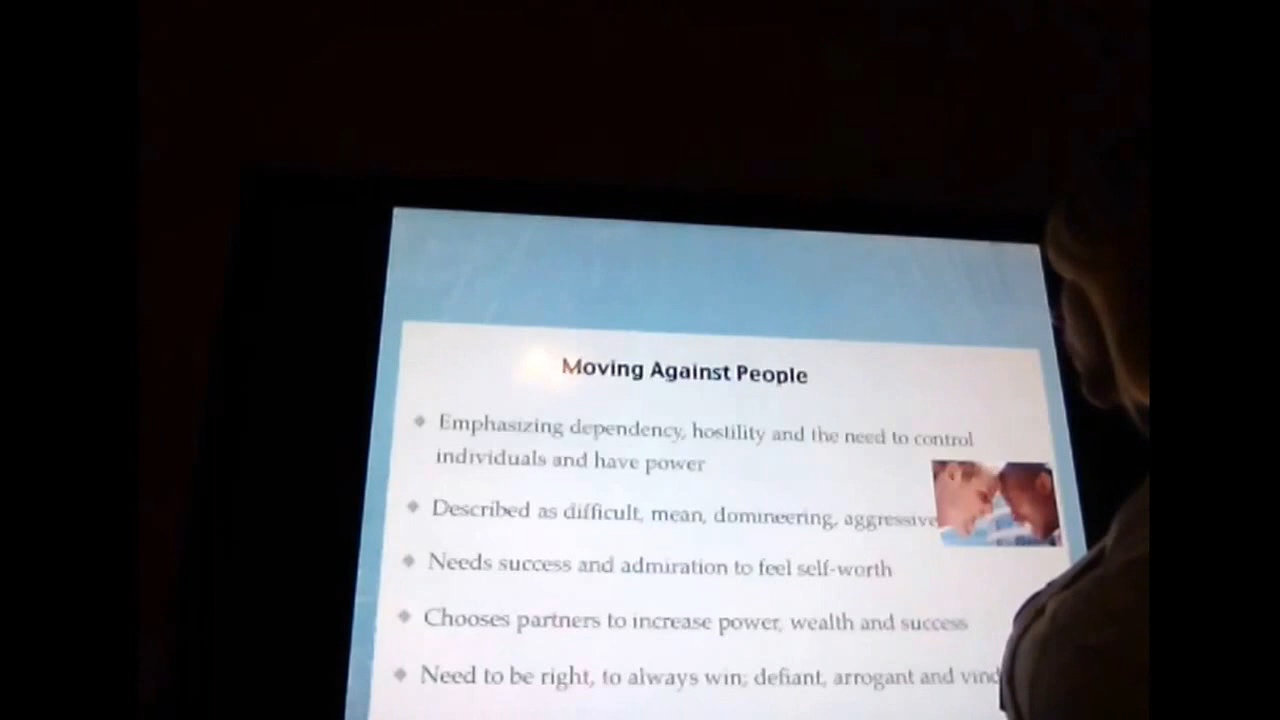 Moving Against People
Emphasizing dependency, hostility and the need to control
individuals and have power
Described as difficult, mean, domineering, aggressive
Needs success and admiration to feel self-worth
Chooses partners to increase power, wealth and success
Need to be right, to always win; defiant, arrogant and